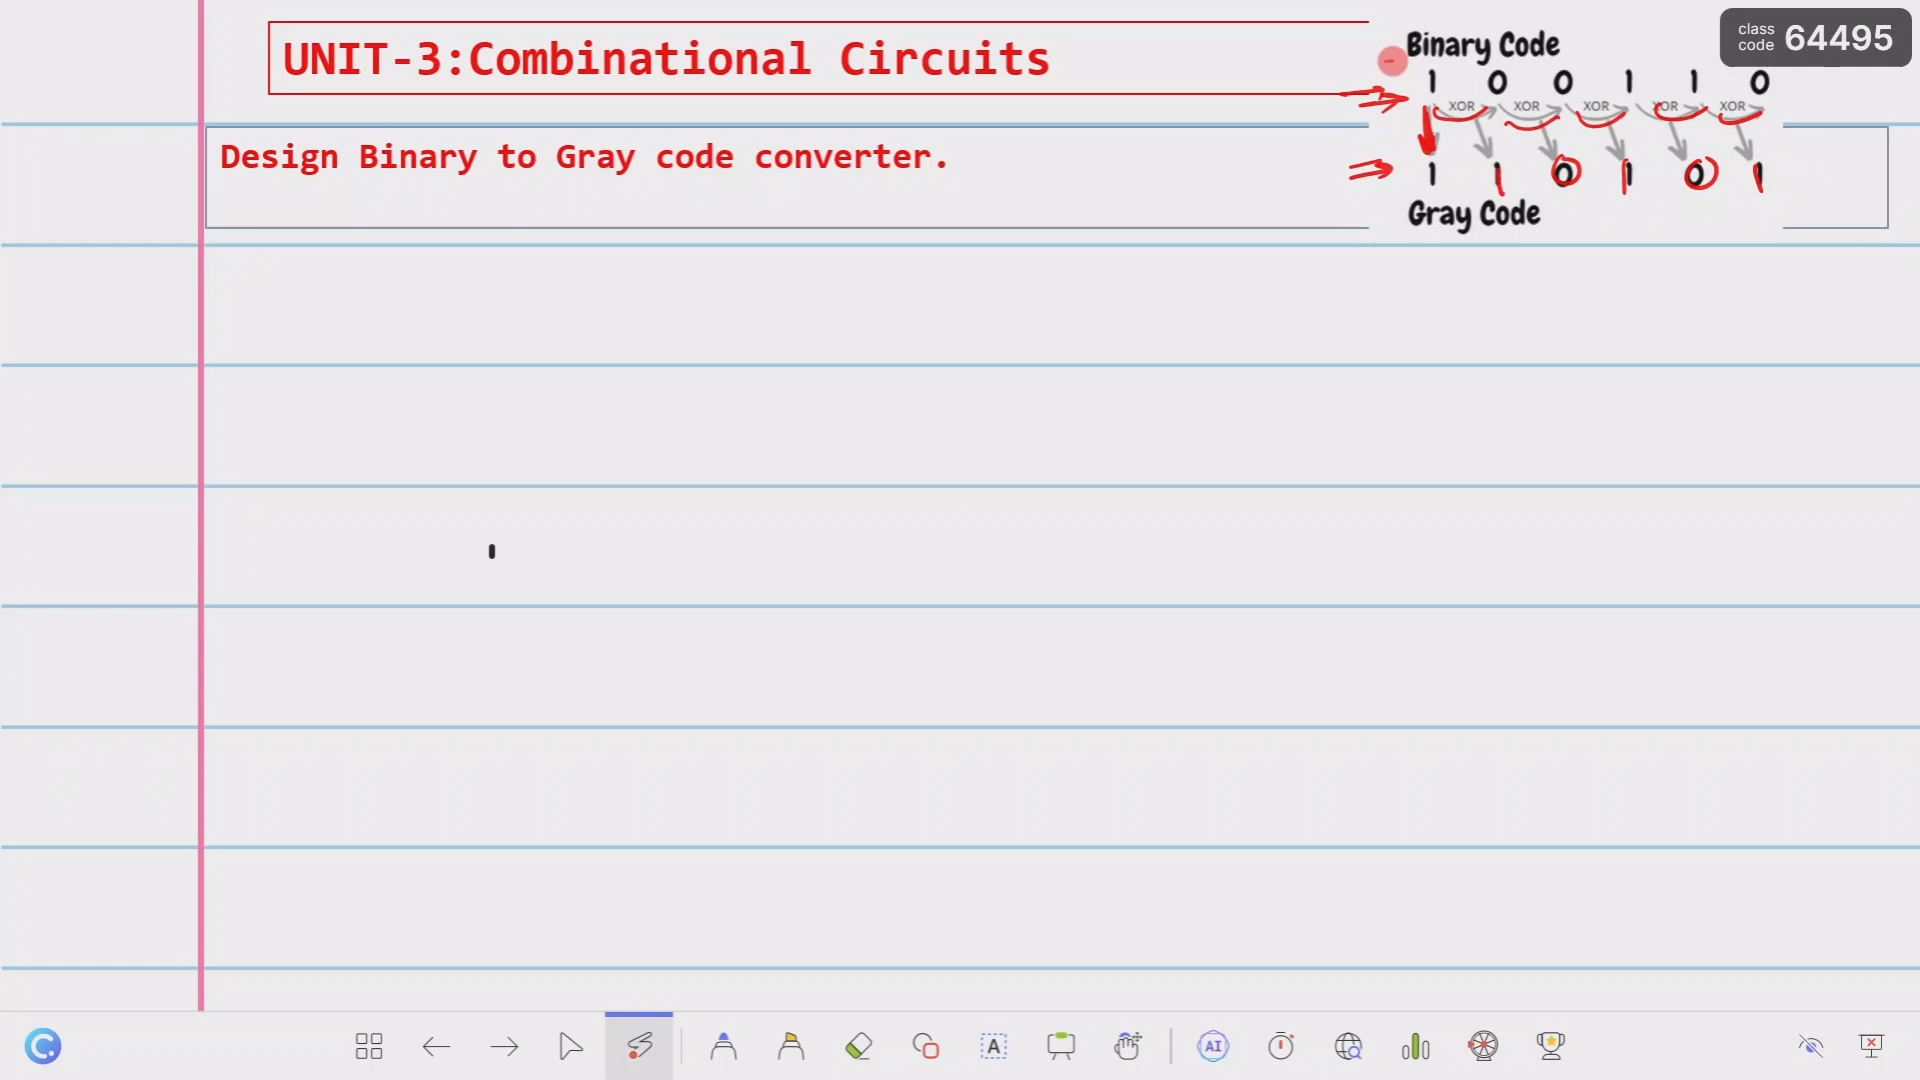 UNIT-3:Combinational Circuits
Binary Code
class code 64495
1 0 0 1 1 0
XOR XOR XOR XOR XOR
Design Binary to Gray code converter.
1 1 0 1 0 1
Gray Code
A
AI